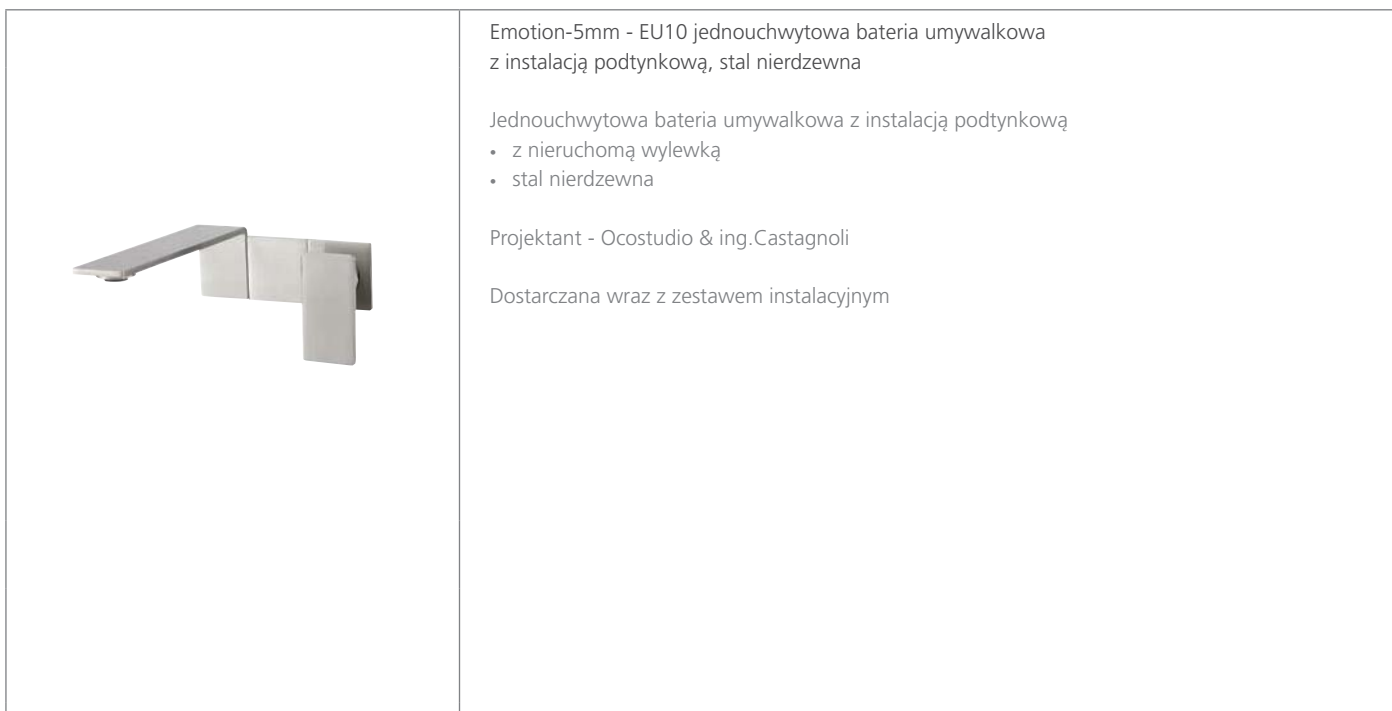 Emotion-5mm - EU10 jednouchwytowa bateria umywalkowa
z instalacją podtynkową, stal nierdzewna
Jednouchwytowa bateria umywalkowa z instalacją podtynkową
• z nieruchomą wylewką
• stal nierdzewna
Projektant - Ocostudio & ing.Castagnoli
Dostarczana wraz z zestawem instalacyjnym